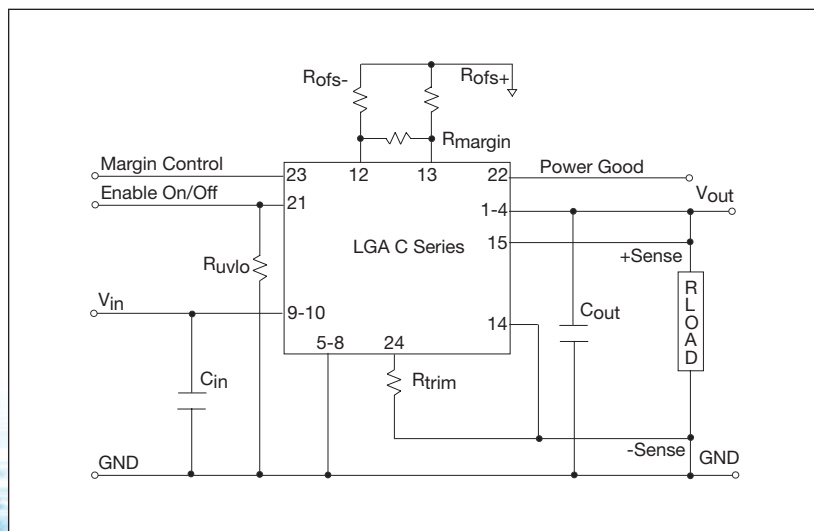 Rofs-
Rofs+
Rmargin
Margin Control
23
12
13
22
Power Good
Enable On/Off
21
1-4
Vout
LGA C Series
15
+Sense
Ruvlo
RLOAD
Vin
9-10
14
Cout
5-8
24
Cin
Rtrim
-Sense
GND
GND